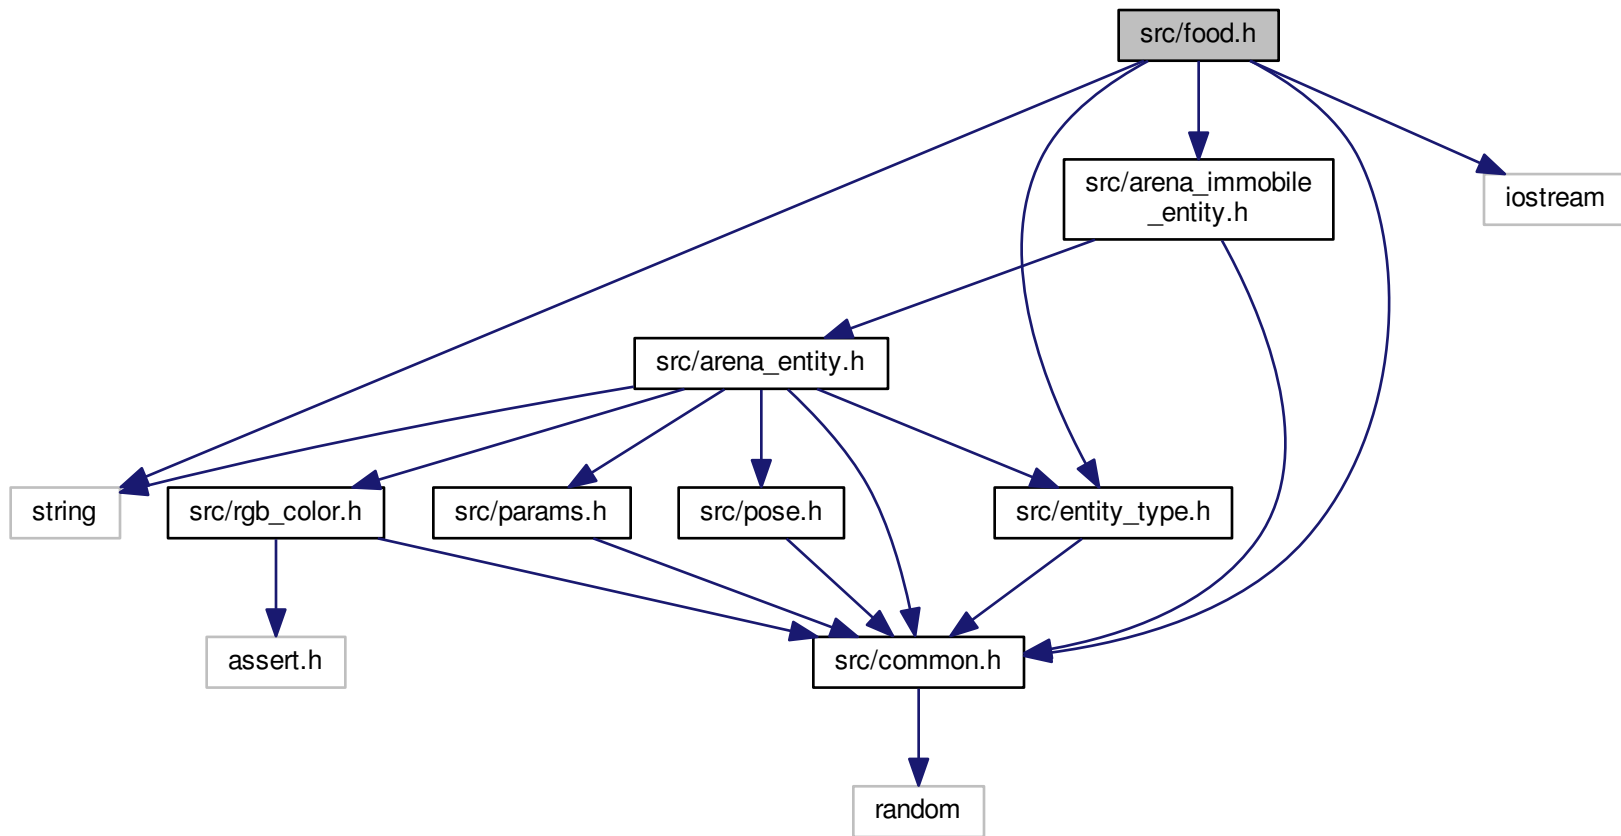 src/food.h
src/arena_immobile
_entity.h
iostream
src/arena_entity.h
string
src/rgb_color.h
src/params.h
src/pose.h
src/entity_type.h
assert.h
src/common.h
random